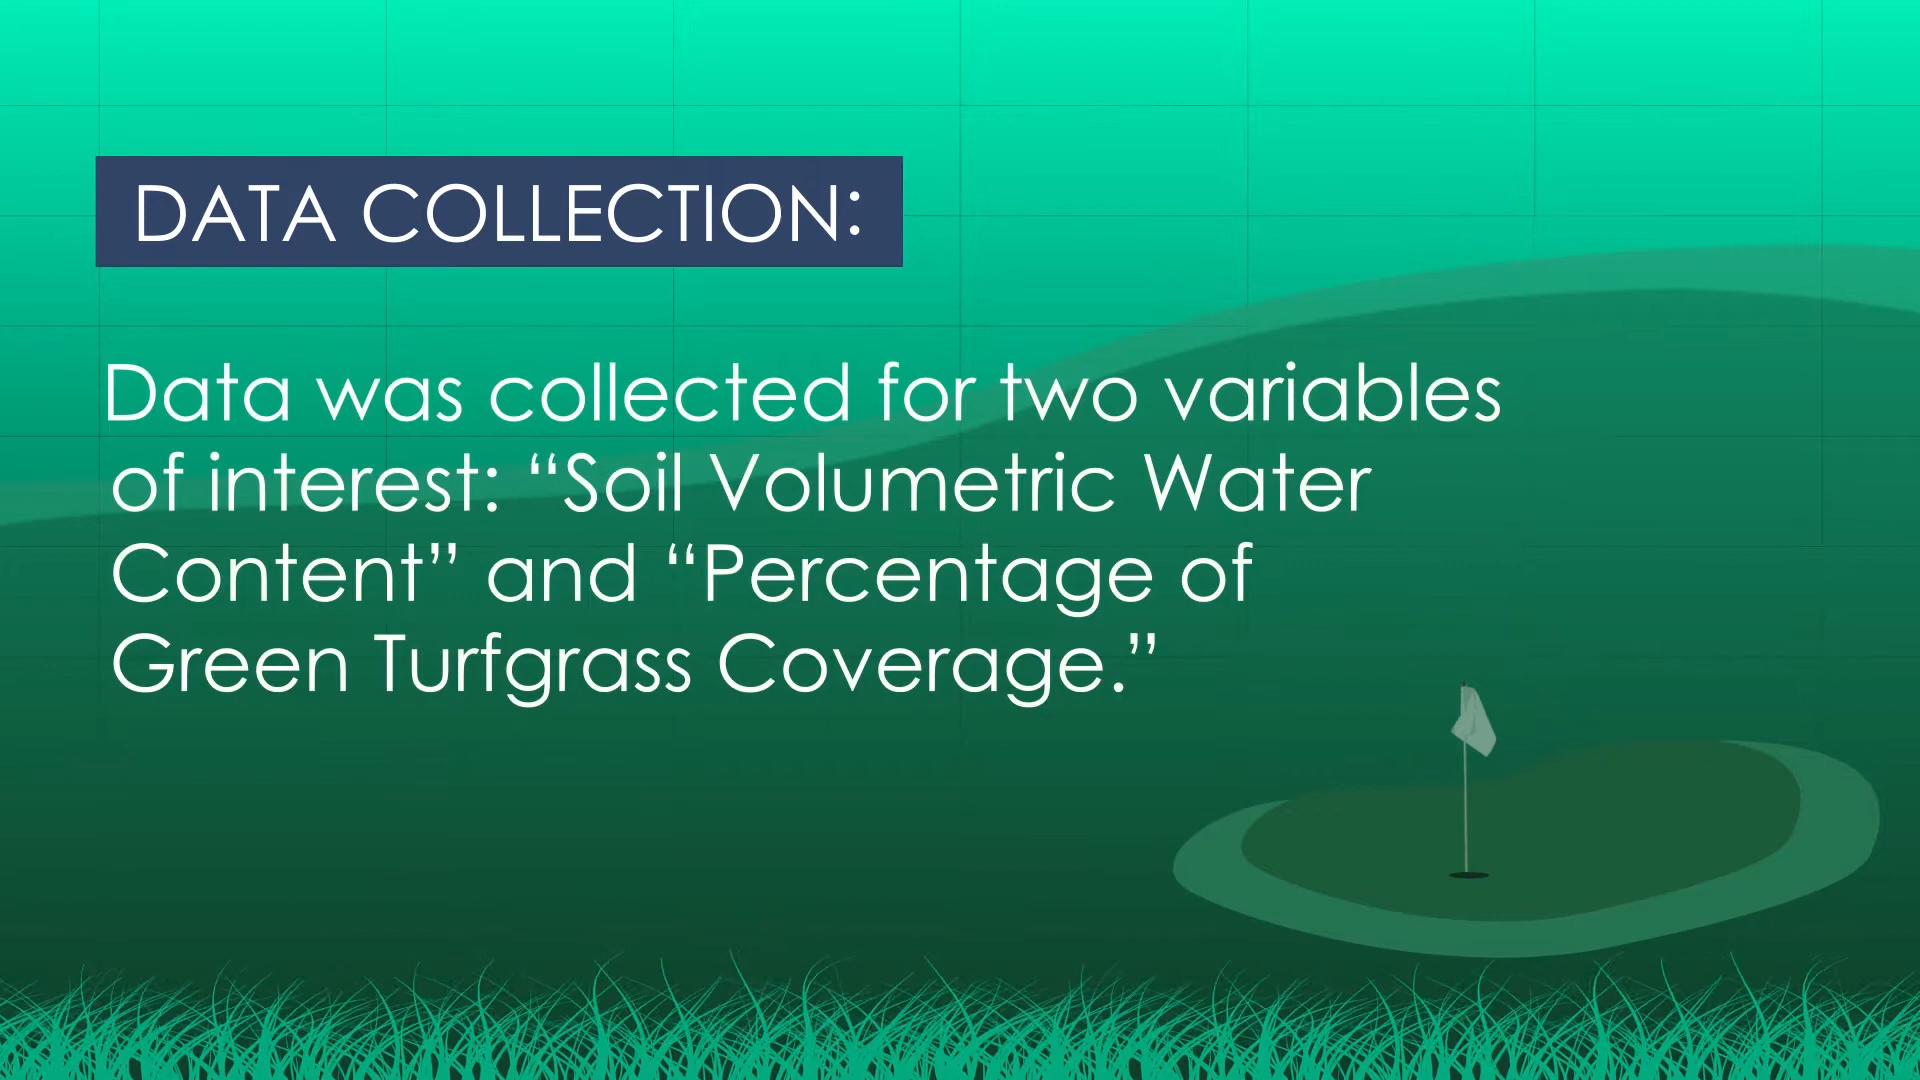 DATA COLLECTION:
Data was collected for two variables
of interest: “Soil Volumetric Water
Content” and “Percentage of
Green Turfgrass Coverage.”